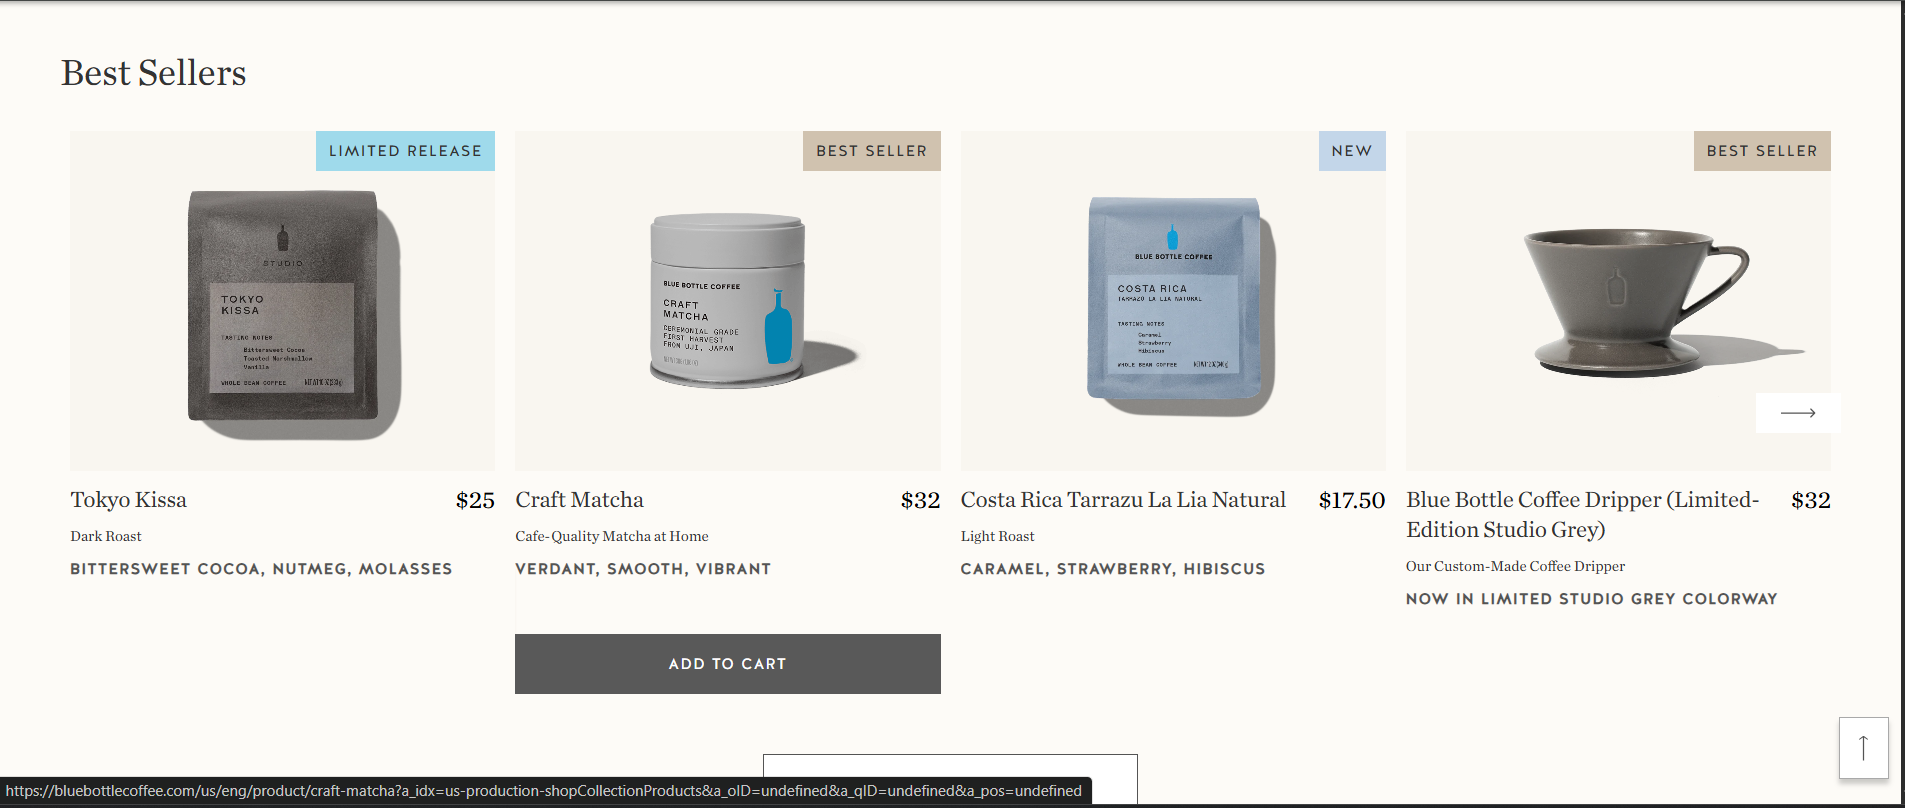 Best Sellers
LIMITED RELEASE
STUDIO
TOKYO
KISSA
TASTING NOTES
Bittersweet Cocoa
Toasted Marshmallow
Vanilla
WHOLE BEAN COFFEE
Tokyo Kissa $25
Dark Roast
BITTERSWEET COCOA, NUTMEG, MOLASSES
BEST SELLER
BLUE BOTTLE COFFEE
CRAFT
MATCHA
CEREMONIAL GRADE
FIRST HARVEST
FROM UJI, JAPAN
Craft Matcha $32
Cafe-Quality Matcha at Home
VERDANT, SMOOTH, VIBRANT
ADD TO CART
NEW
BLUE BOTTLE COFFEE
COSTA RICA
TARRAZU LA LIA NATURAL
TASTING NOTES
Caramel
Strawberry
Hibiscus
WHOLE BEAN COFFEE
Costa Rica Tarrazu La Lia Natural $17.50
Light Roast
CARAMEL, STRAWBERRY, HIBISCUS
BEST SELLER
Blue Bottle Coffee Dripper (Limited- $32
Edition Studio Grey)
Our Custom-Made Coffee Dripper
NOW IN LIMITED STUDIO GREY COLORWAY
https://bluebottlecoffee.com/us/eng/product/craft-matcha?a_idx=us-production-shopCollectionProducts&a_oID=undefined&a_qID=undefined&a_pos=undefined